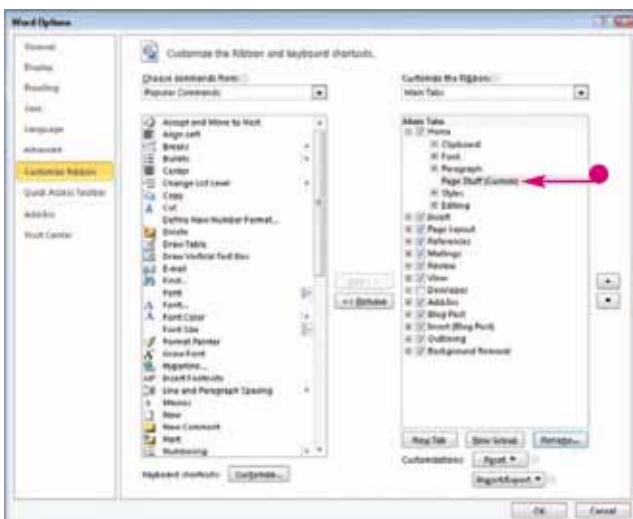 Word Options
General
Display
Proofing
Save
Language
Advanced
Customize Ribbon
Quick Access Toolbar
Add-Ins
Trust Center
Customize the Ribbon and keyboard shortcuts.
Choose commands from:
Popular Commands
Accept and Move to Next
Align Left
Breaks
Bullets
Center
Change List Level
Copy
Cut
Define New Number Format...
Delete
Draw Table
Draw Vertical Text Box
E-mail
Find...
Font
Font...
Font Color
Font Size
Format Painter
Grow Font
Hyperlink...
Insert Footnote
Line and Paragraph Spacing
Macros
New
New Comment
Next
Numbering
Keyboard shortcuts: Customize...
Add >>
<< Remove
Customize the Ribbon:
Main Tabs
Main Tabs
Home
Clipboard
Font
Paragraph
Page Stuff (Custom)
Styles
Editing
Insert
Page Layout
References
Mailings
Review
View
Developer
Add-Ins
Blog Post
Insert (Blog Post)
Outlining
Background Removal
New Tab New Group Rename...
Customizations: Reset
Import/Export
OK Cancel